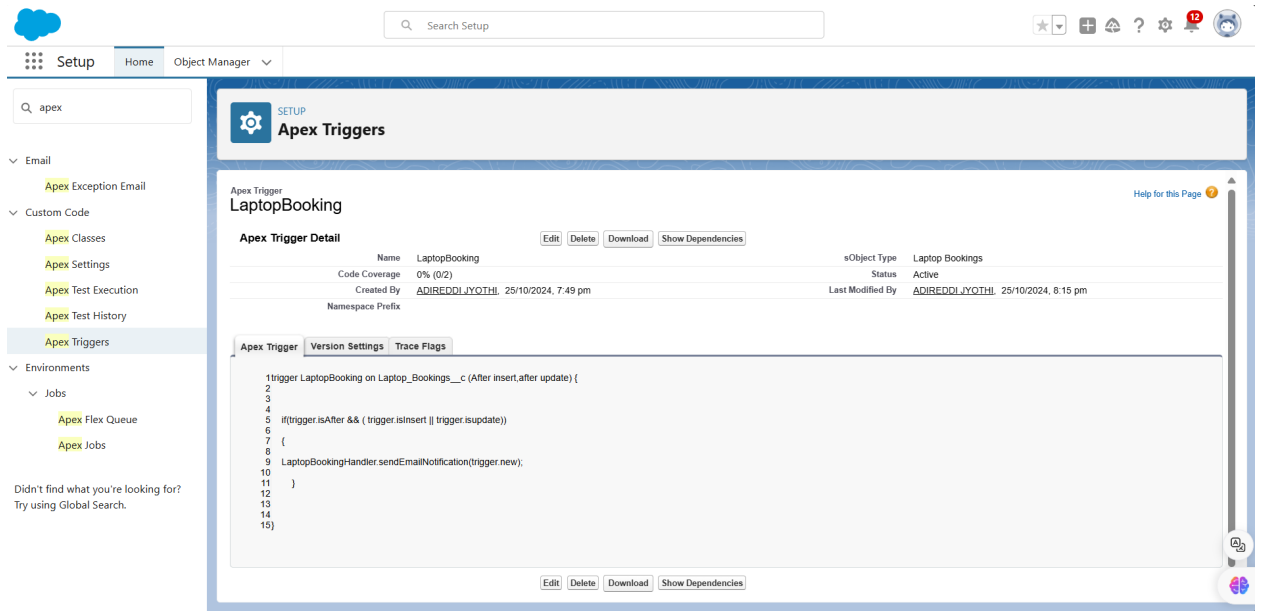 Search Setup
12
Setup
Home
Object Manager
apex
Email
Apex Exception Email
Custom Code
Apex Classes
Apex Settings
Apex Test Execution
Apex Test History
Apex Triggers
Environments
Jobs
Apex Flex Queue
Apex Jobs
Didn't find what you're looking for?
Try using Global Search.
SETUP
Apex Triggers
Apex Trigger
LaptopBooking
Help for this Page ?
Apex Trigger Detail
Edit Delete Download Show Dependencies
Name LaptopBooking sObject Type Laptop Bookings
Code Coverage 0% (0/2) Status Active
Created By ADIREDDI JYOTHI, 25/10/2024, 7:49 pm Last Modified By ADIREDDI JYOTHI, 25/10/2024, 8:15 pm
Namespace Prefix
Apex Trigger Version Settings Trace Flags
1trigger LaptopBooking on Laptop_Bookings__c (After insert,after update) {
2
3
4
5 if(trigger.isAfter && ( trigger.isInsert || trigger.isupdate))
6
7 {
8
9 LaptopBookingHandler.sendEmailNotification(trigger.new);
10
11 }
12
13
14
15}
Edit Delete Download Show Dependencies